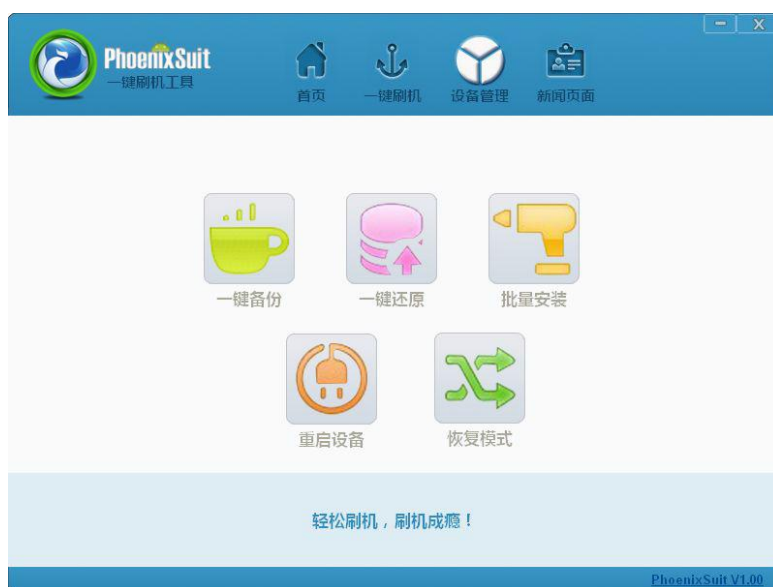 PhoenixSuit
一键刷机工具
首页 一键刷机 设备管理 新闻页面
一键备份 一键还原 批量安装
重启设备 恢复模式
轻松刷机，刷机成瘾！
PhoenixSuit V1.00